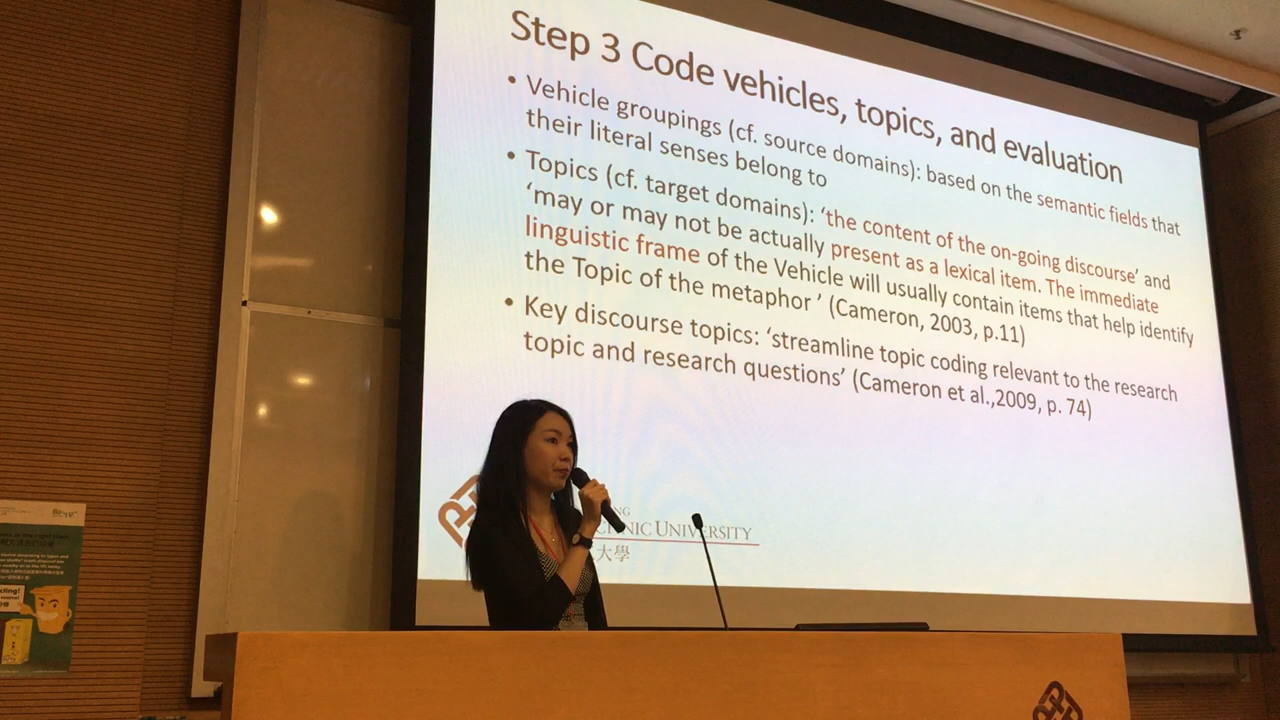 Step 3 Code vehicles, topics, and evaluation
• Vehicle groupings (cf. source domains): based on the semantic fields that
their literal senses belong to
• Topics (cf. target domains): ‘the content of the on-going discourse’ and
‘may or may not be actually present as a lexical item. The immediate
linguistic frame of the Vehicle will usually contain items that help identify
the Topic of the metaphor ’ (Cameron, 2003, p.11)
• Key discourse topics: ‘streamline topic coding relevant to the research
topic and research questions’ (Cameron et al.,2009, p. 74)
NG
CHNIC UNIVERSITY
大學